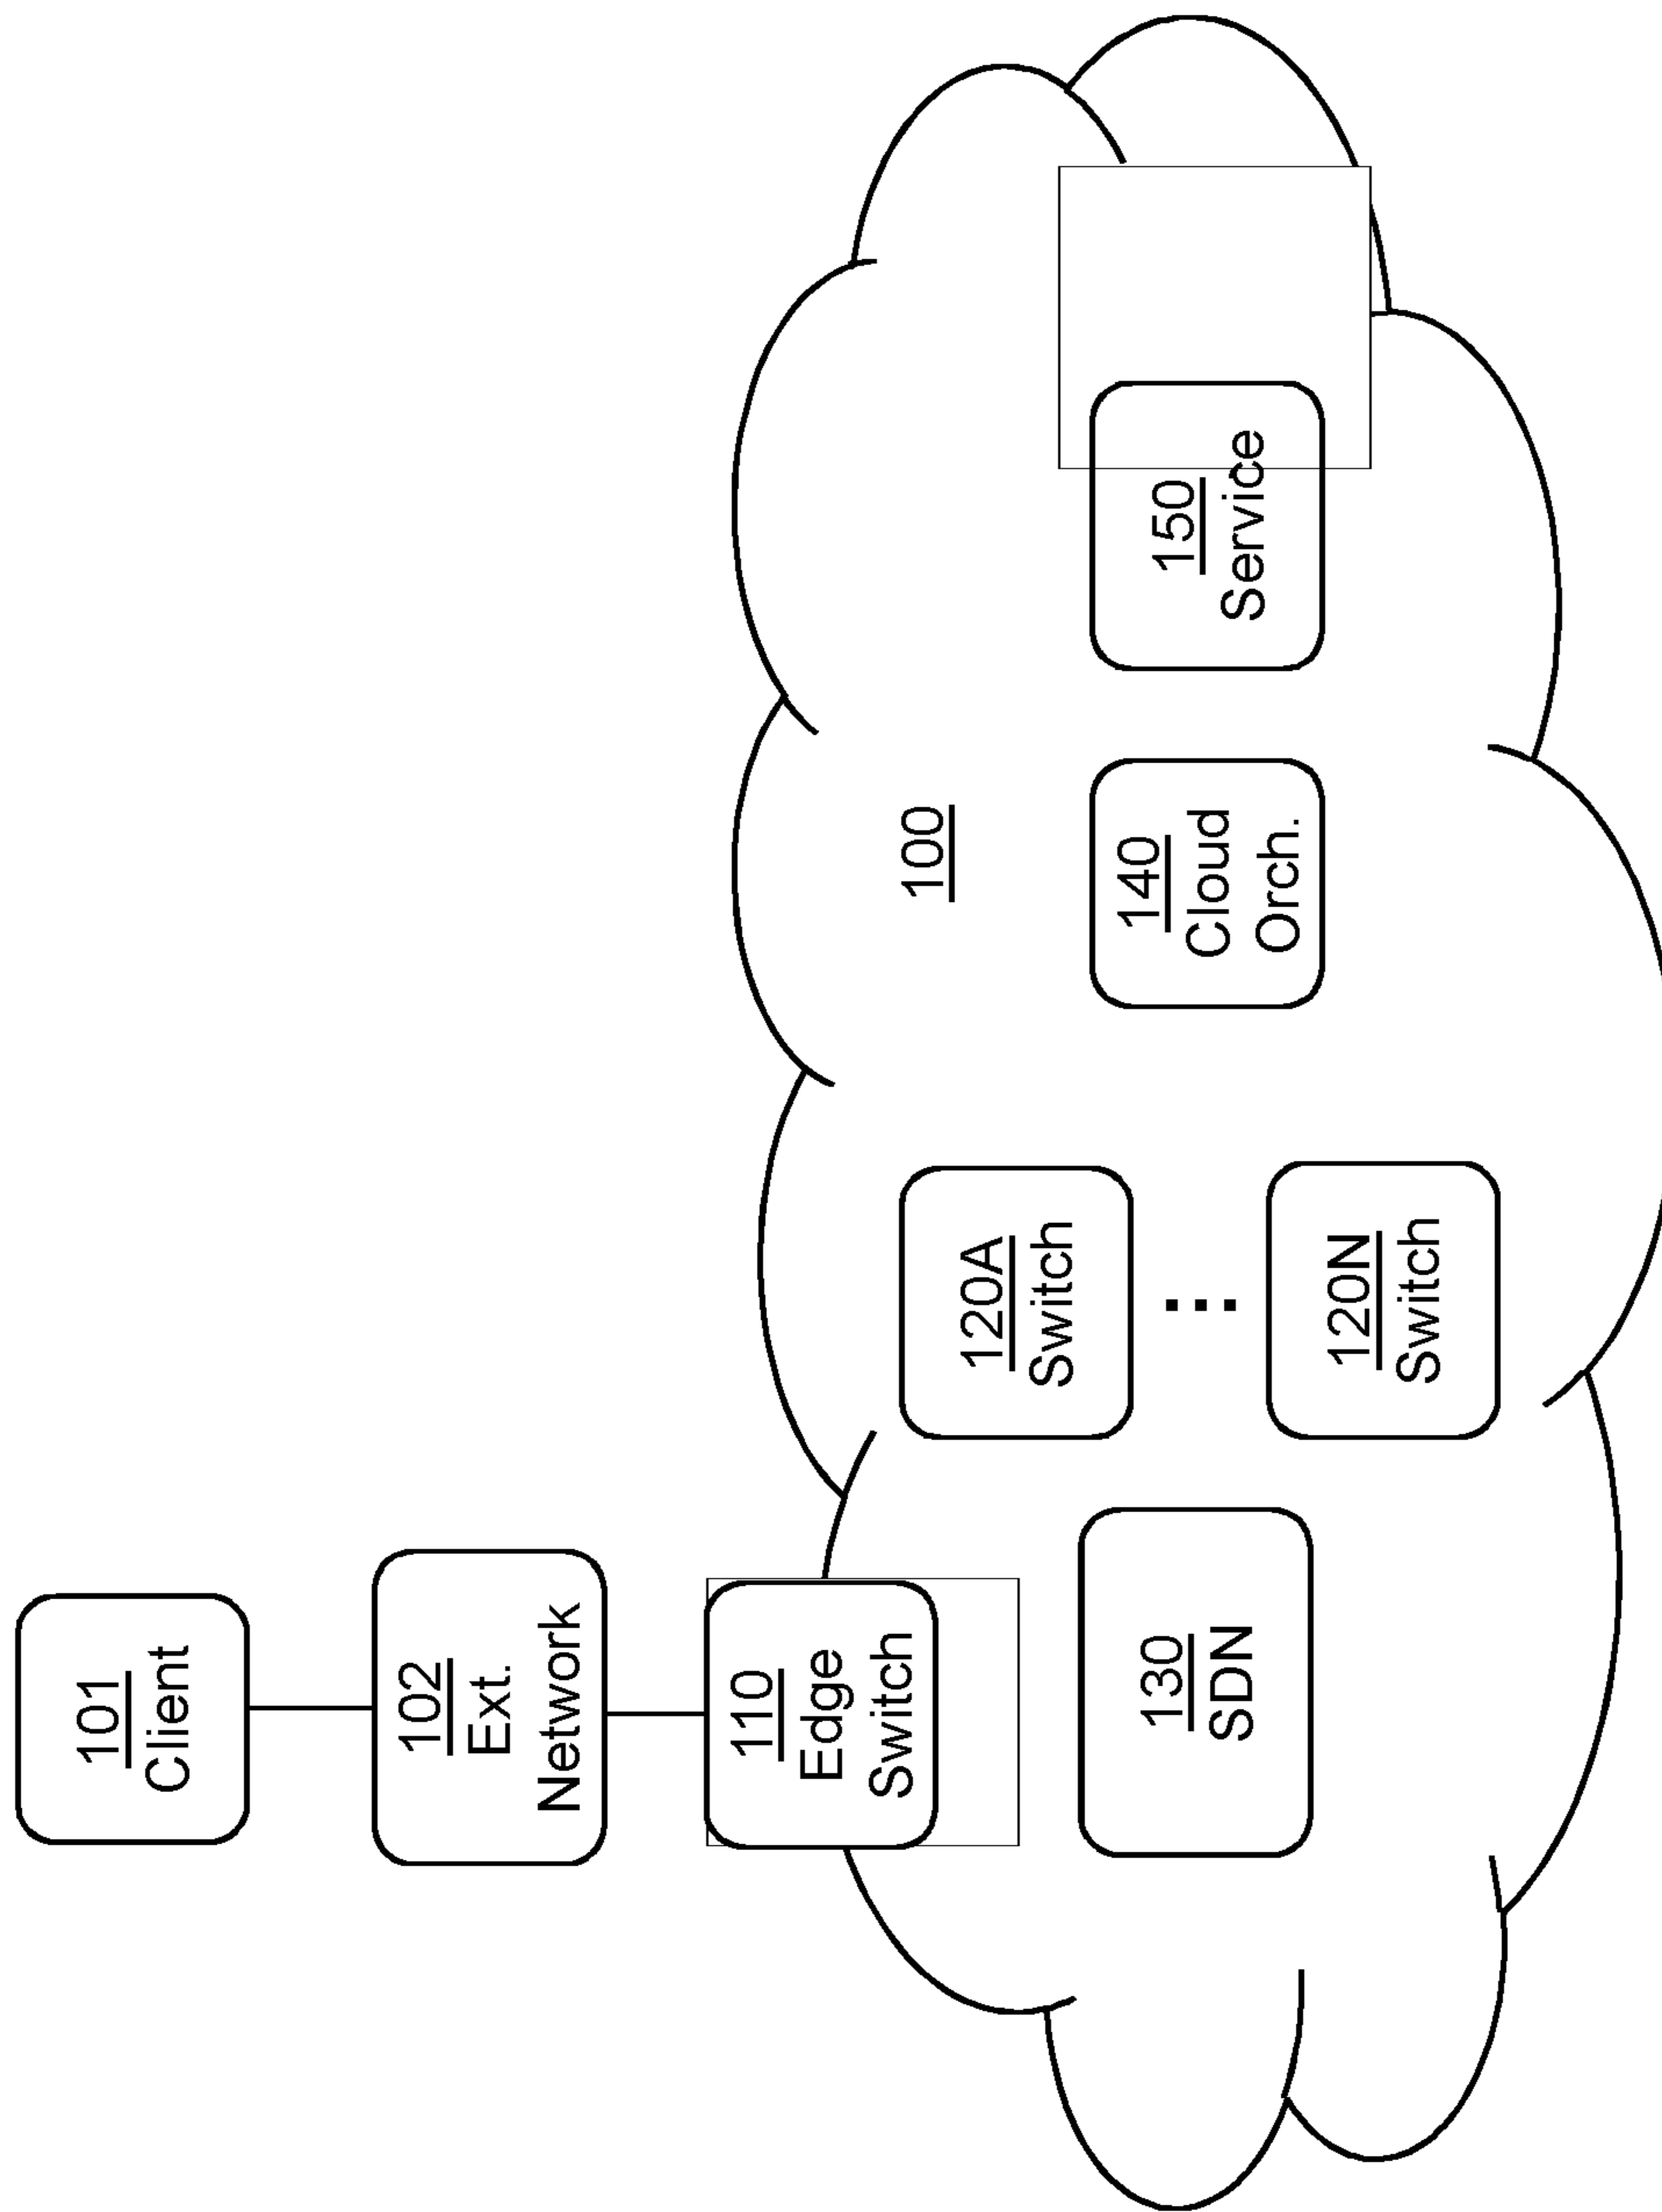 101
Client
102
Ext.
Network
110
Edge
Switch
130
SDN
120A
Switch
120N
Switch
100
140
Cloud
Orch.
150
Service